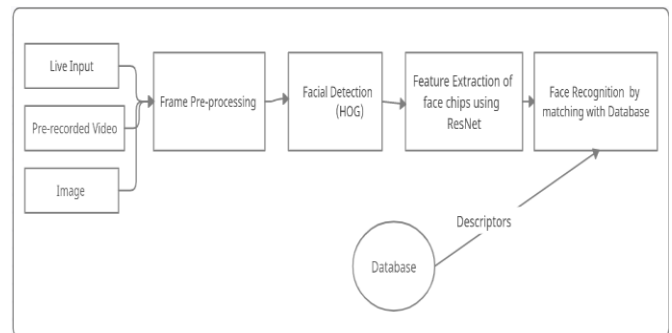 Live Input
Pre-recorded Video
Image
Frame Pre-processing
Facial Detection
(HOG)
Feature Extraction of
face chips using
ResNet
Face Recognition by
matching with Database
Descriptors
Database